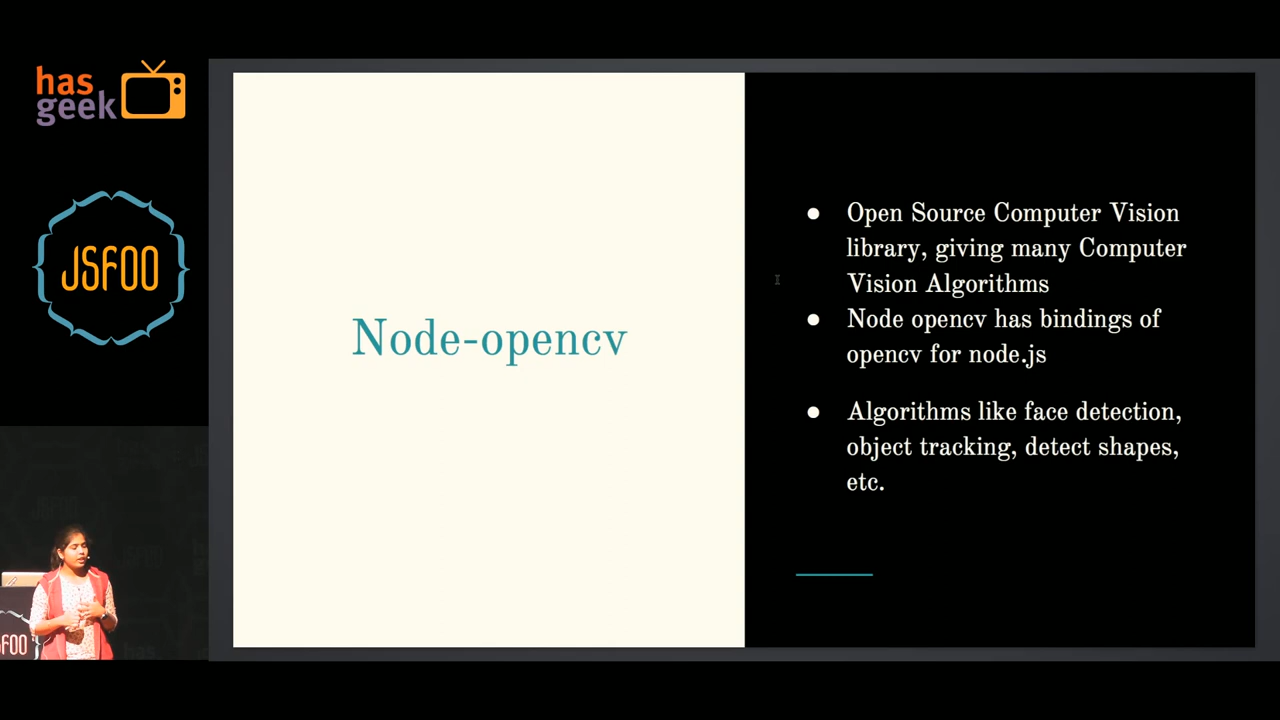 has
geek
JSFOO
Node-opencv
● Open Source Computer Vision
library, giving many Computer
Vision Algorithms
● Node opencv has bindings of
opencv for node.js
● Algorithms like face detection,
object tracking, detect shapes,
etc.
SFOO